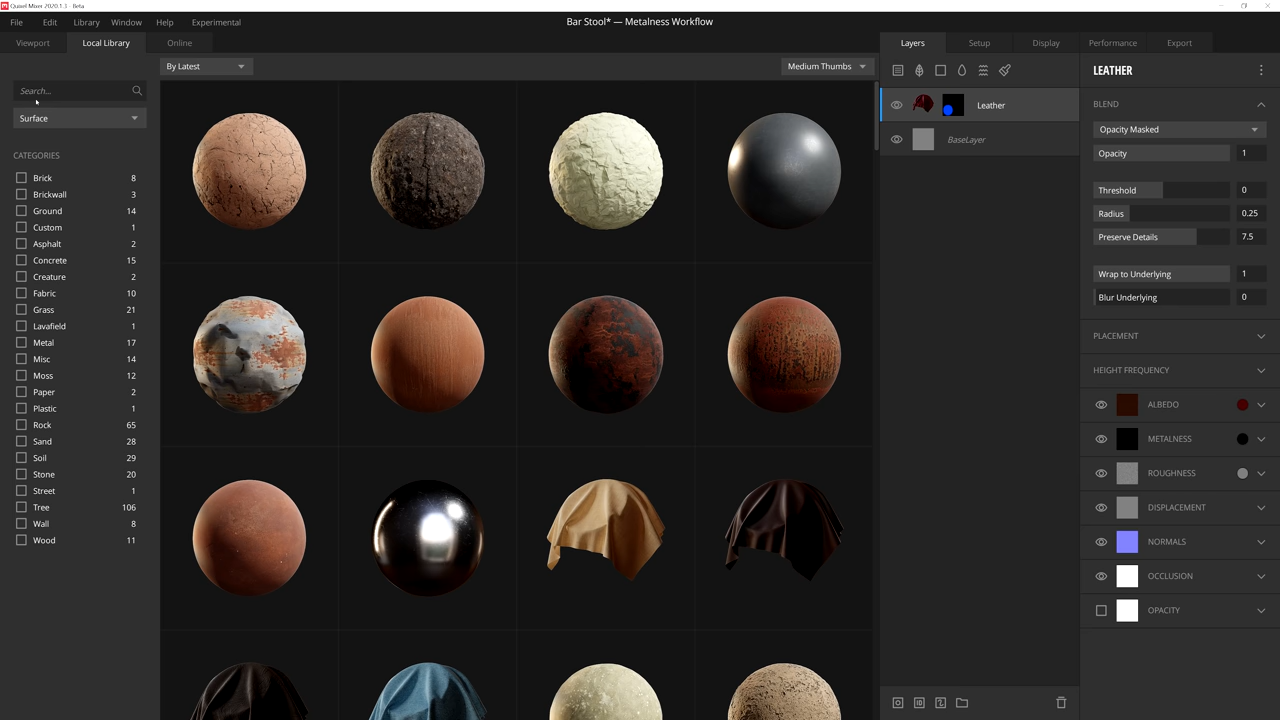 Quixel Mixer 2020.1.1 Beta
File Edit Library Window Help Experimental
Bar Stool* — Metalness Workflow
Viewport Local Library Online
Search...
Surface
CATEGORIES
Brick 8
Brickwall 3
Ground 14
Custom 1
Asphalt 2
Concrete 15
Creature 2
Fabric 10
Grass 21
Lavafield 1
Metal 17
Misc 14
Moss 12
Paper 2
Plastic 1
Rock 65
Sand 28
Soil 29
Stone 20
Street 1
Tree 106
Wall 8
Wood 11
By Latest
Medium Thumbs
Layers Setup Display Performance Export
Leather
BaseLayer
LEATHER
BLEND
Opacity Masked
Opacity 1
Threshold 0
Radius 0.25
Preserve Details 7.5
Wrap to Underlying 1
Blur Underlying 0
PLACEMENT
HEIGHT FREQUENCY
ALBEDO
METALNESS
ROUGHNESS
DISPLACEMENT
NORMALS
OCCLUSION
OPACITY